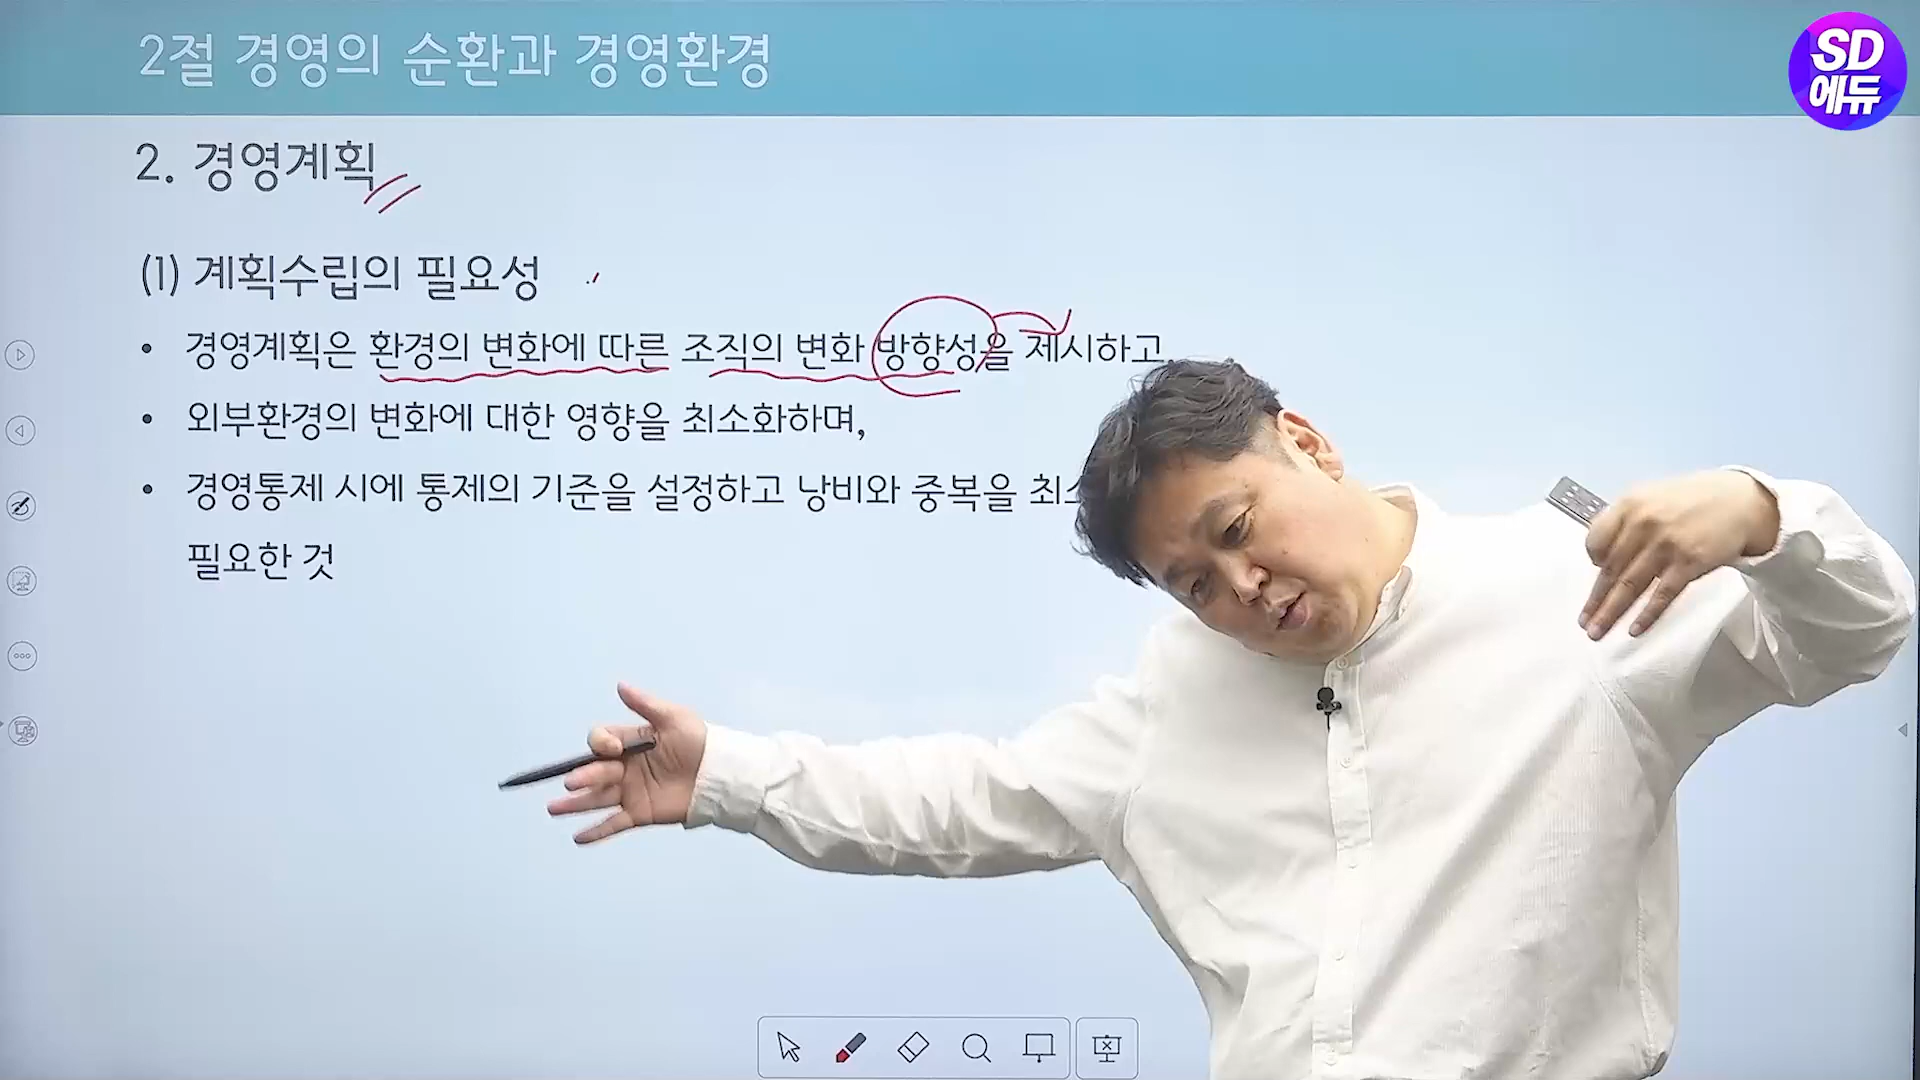 2절 경영의 순환과 경영환경
SD
에듀
2. 경영계획
(1) 계획수립의 필요성
• 경영계획은 환경의 변화에 따른 조직의 변화 방향성을 제시하고,
• 외부환경의 변화에 대한 영향을 최소화하며,
• 경영통제 시에 통제의 기준을 설정하고 낭비와 중복을
필요한 것